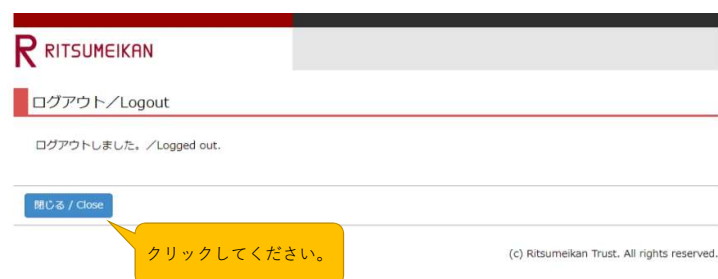 RITSUMEIKAN
ログアウト／Logout
ログアウトしました。／Logged out.
閉じる / Close
クリックしてください。
(c) Ritsumeikan Trust. All rights reserved.